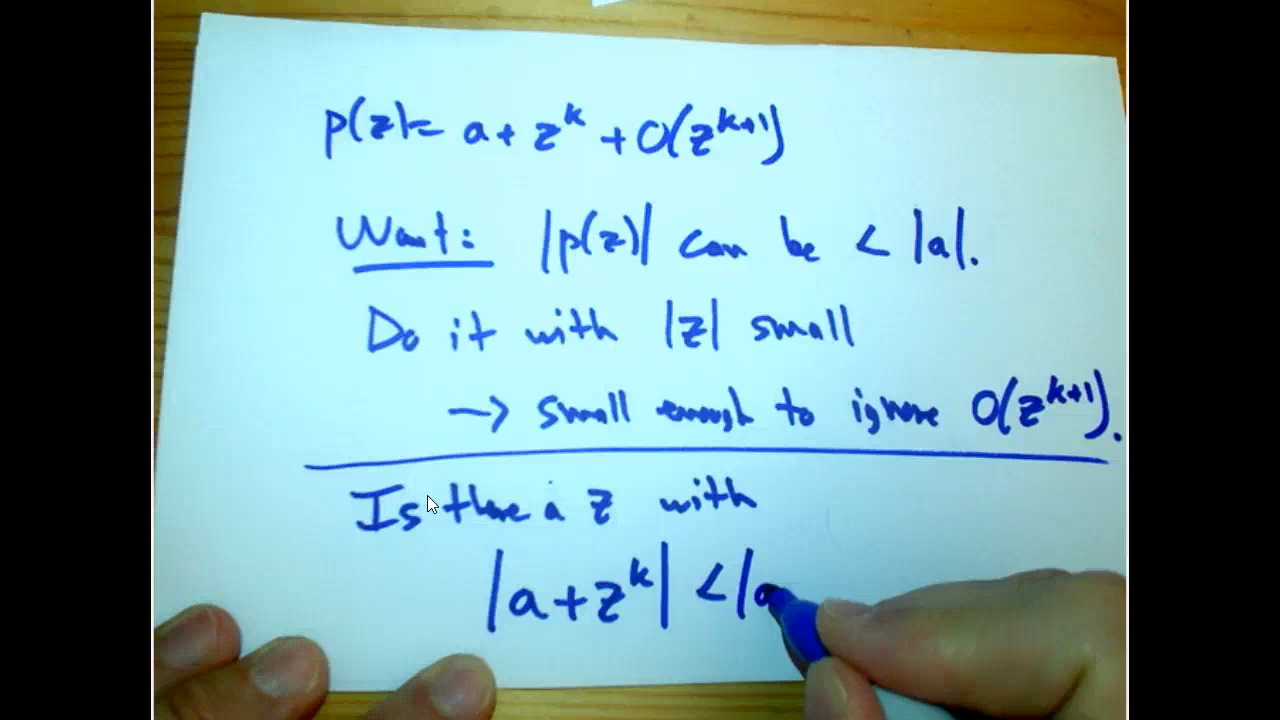 p(z)= a + z^k + O(z^{k+1})
Want: |p(z)| can be < |a|.
Do it with |z| small
→ small enough to ignore O(z^{k+1}).
Is there a z with
|a + z^k| < |a